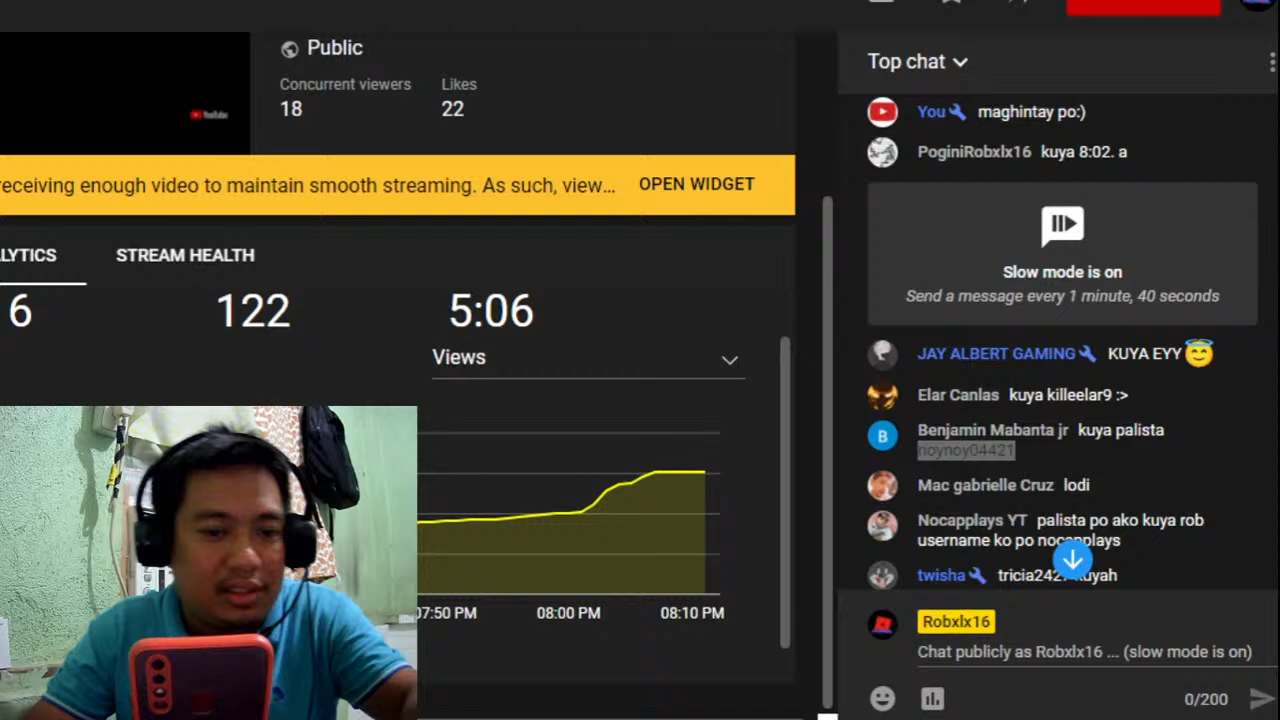 Public
Concurrent viewers
Likes
18
22
YouTube
receiving enough video to maintain smooth streaming. As such, view...
OPEN WIDGET
LYTICS
STREAM HEALTH
6
122
5:06
Views
07:50 PM
08:00 PM
08:10 PM
Top chat
You maghintay po:)
PoginiRobxlx16 kuya 8:02. a
Slow mode is on
Send a message every 1 minute, 40 seconds
JAY ALBERT GAMING KUYA EYY
Elar Canlas kuya killeelar9 :>
B
Benjamin Mabanta jr kuya palista
noynoy04421
Mac gabrielle Cruz lodi
Nocapplays YT palista po ako kuya rob
username ko po nocapplays
twisha
Robxlx16
Chat publicly as Robxlx16 ... (slow mode is on)
0/200